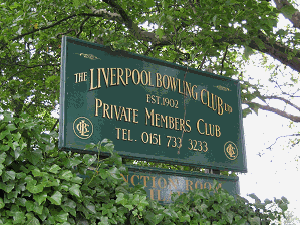 THE LIVERPOOL BOWLING CLUB LTD
EST.1902
PRIVATE MEMBERS CLUB
TEL. 0151 733 3233